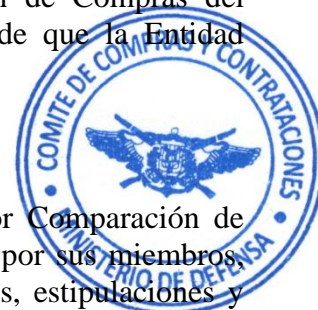 n de Compras del
de que la Entidad
COMITE DE COMPRAS Y CONTRATACIONES
MINISTERIO DE DEFENSA
or Comparación de
por sus miembros,
s, estipulaciones y